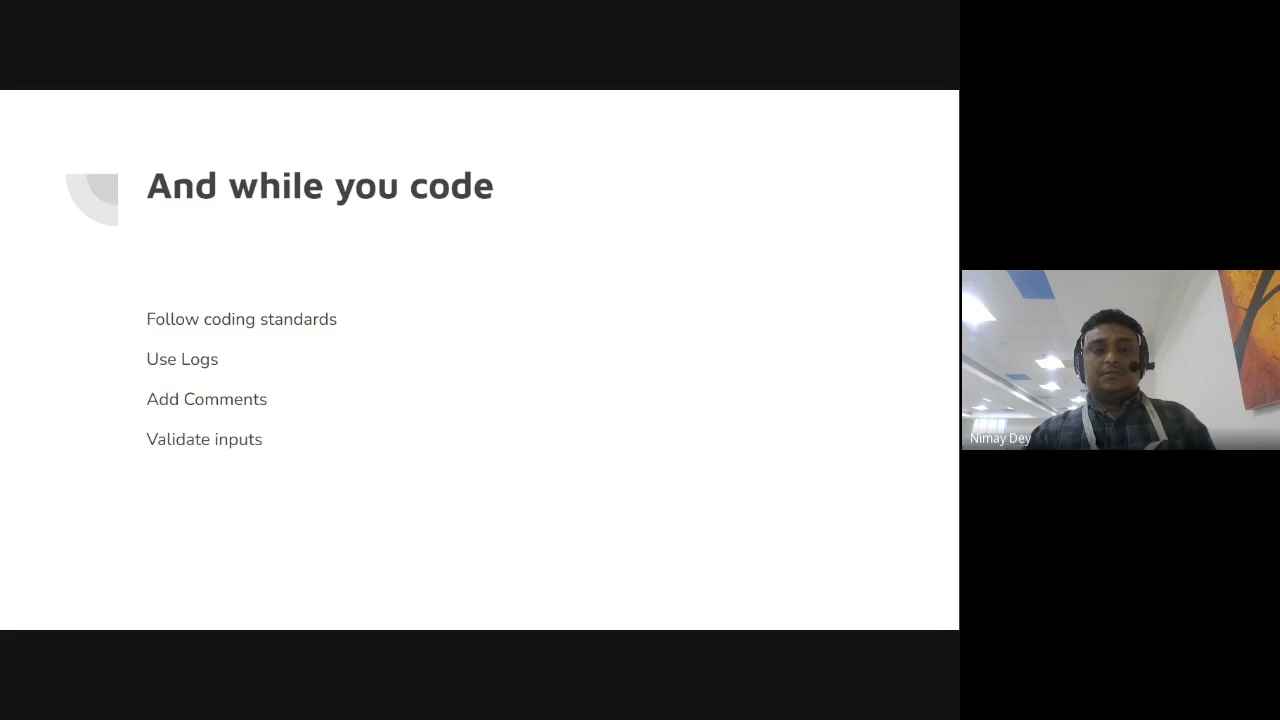 And while you code
Follow coding standards
Use Logs
Add Comments
Validate inputs
Nimay Dey